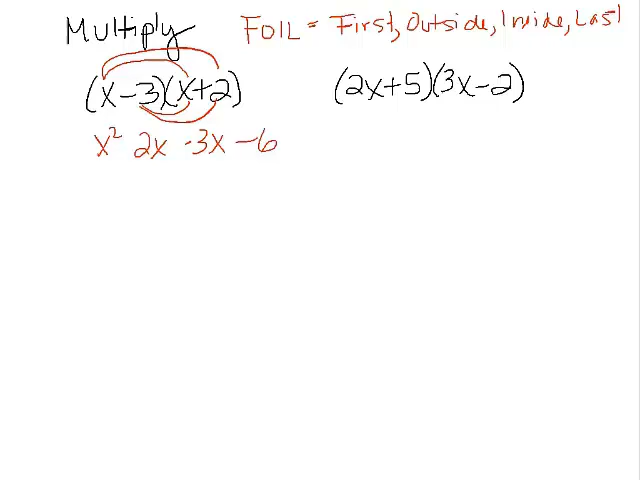 Multiply FOIL = First, Outside, Inside, Last
(x-3)(x+2) (2x+5)(3x-2)
x² 2x -3x -6